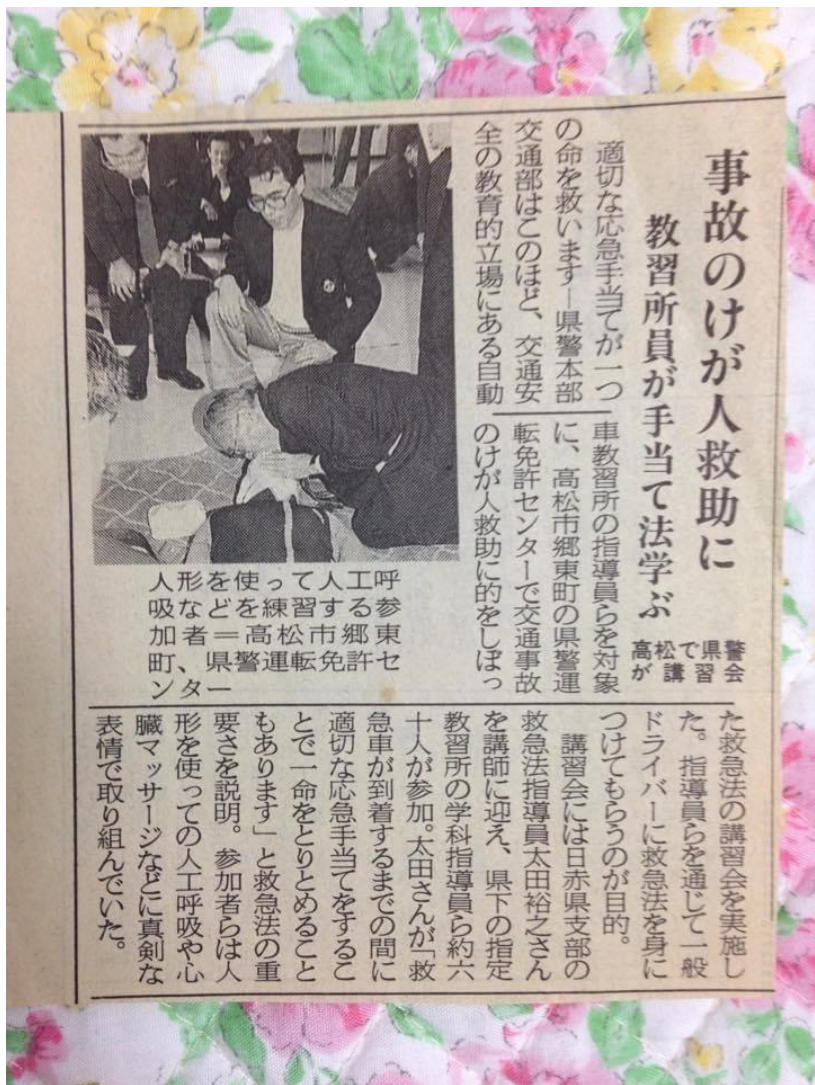 事故のけが人救助に
教習所員が手当て法学ぶ
高松で県警
が講習会
適切な応急手当てが一つ
の命を救います―県警本部
交通部はこのほど、交通安
全の教育的立場にある自動
車教習所の指導員らを対象
に、高松市郷東町の県警運
転免許センターで交通事故
のけが人救助に的をしぼっ
た救急法の講習会を実施し
た。指導員らを通じて一般
ドライバーに救急法を身に
つけてもらうのが目的。
講習会には日赤県支部の
救急法指導員太田裕之さん
を講師に迎え、県下の指定
教習所の学科指導員ら約六
十人が参加。太田さんが「救
急車が到着するまでの間に
適切な応急手当てをするこ
とで一命をとりとめること
もあります」と救急法の重
要さを説明。参加者らは人
形を使っての人工呼吸や心
臓マッサージなどに真剣な
表情で取り組んでいた。
人形を使って人工呼
吸などを練習する参
加者＝高松市郷東
町、県警運転免許セ
ンター